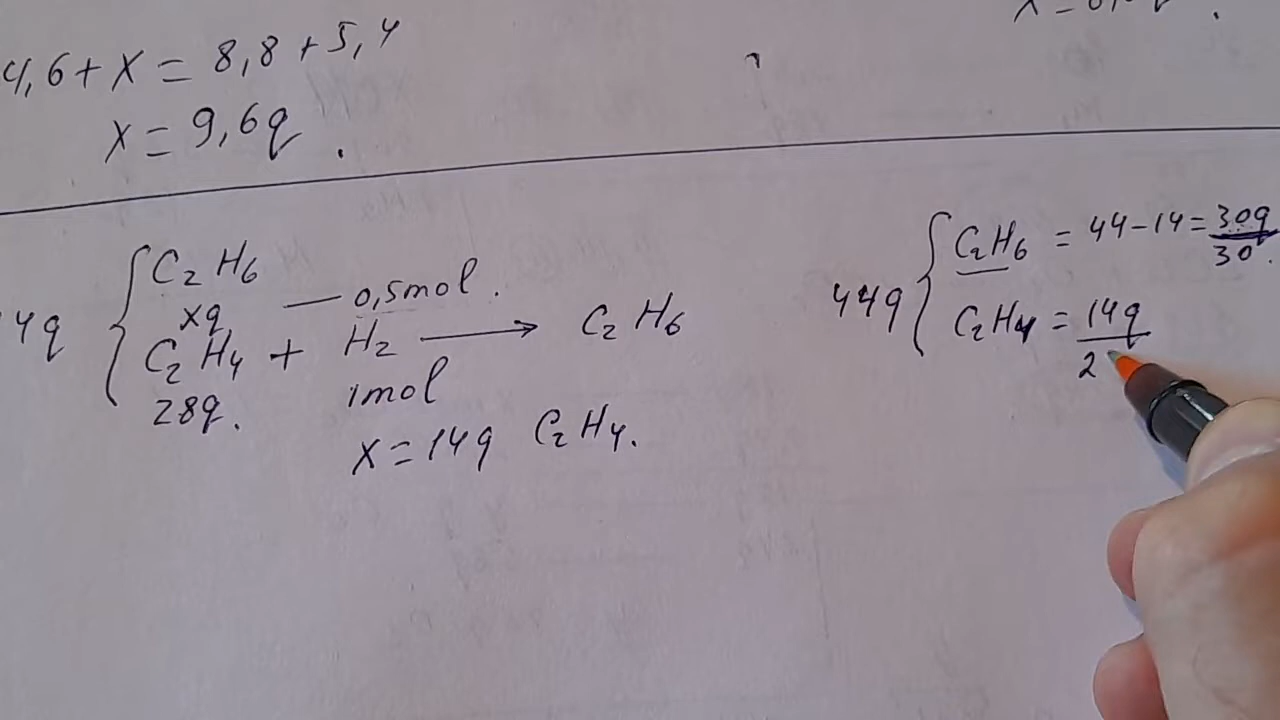 4,6+x=8,8+5,4
x=9,6q.
4q
C₂H₆
xq — 0,5mol.
C₂H₄ + H₂ → C₂H₆
28q. 1mol
x=14q C₂H₄.
44q
C₂H₆ = 44-14=30q/30.
C₂H₄ = 14q/2